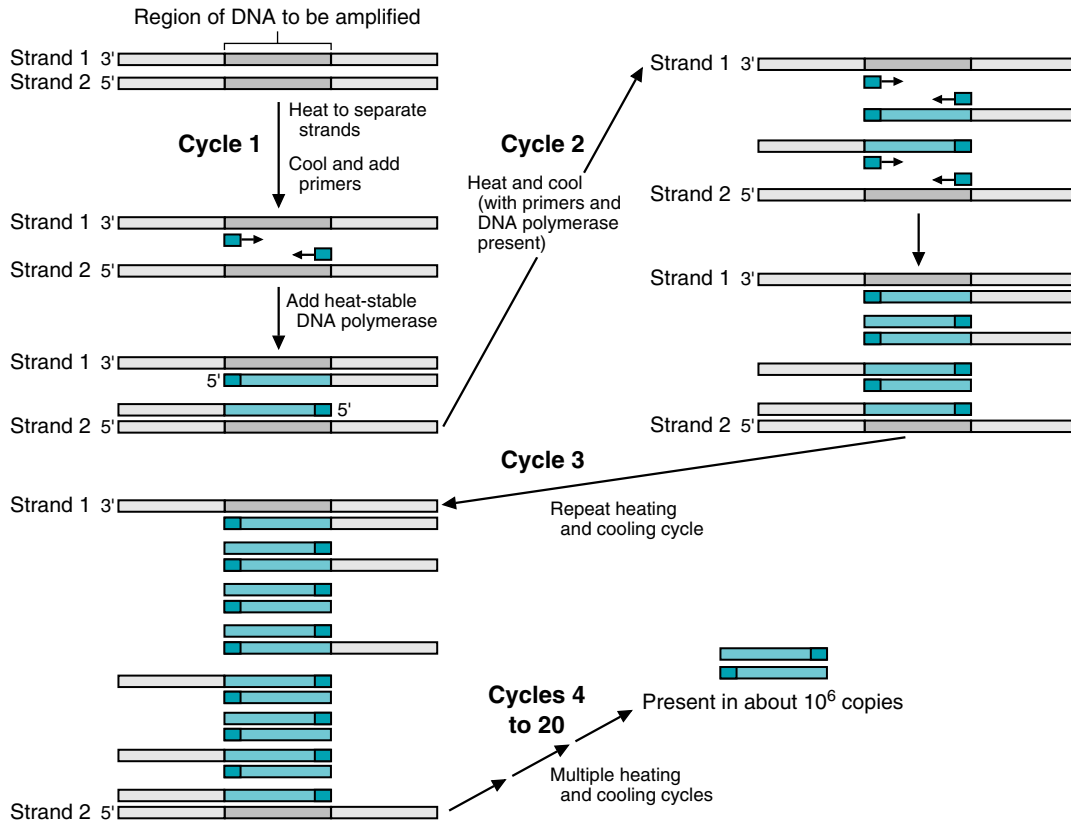 Region of DNA to be amplified
Strand 1 3'
Strand 2 5'
Heat to separate
strands
Cycle 1
Cool and add
primers
Strand 1 3'
Strand 2 5'
Add heat-stable
DNA polymerase
Strand 1 3'
5'
5'
Strand 2 5'
Cycle 2
Heat and cool
(with primers and
DNA polymerase
present)
Strand 1 3'
Strand 2 5'
Strand 1 3'
Strand 2 5'
Cycle 3
Repeat heating
and cooling cycle
Strand 1 3'
Strand 2 5'
Cycles 4
to 20
Multiple heating
and cooling cycles
Present in about 10⁶ copies